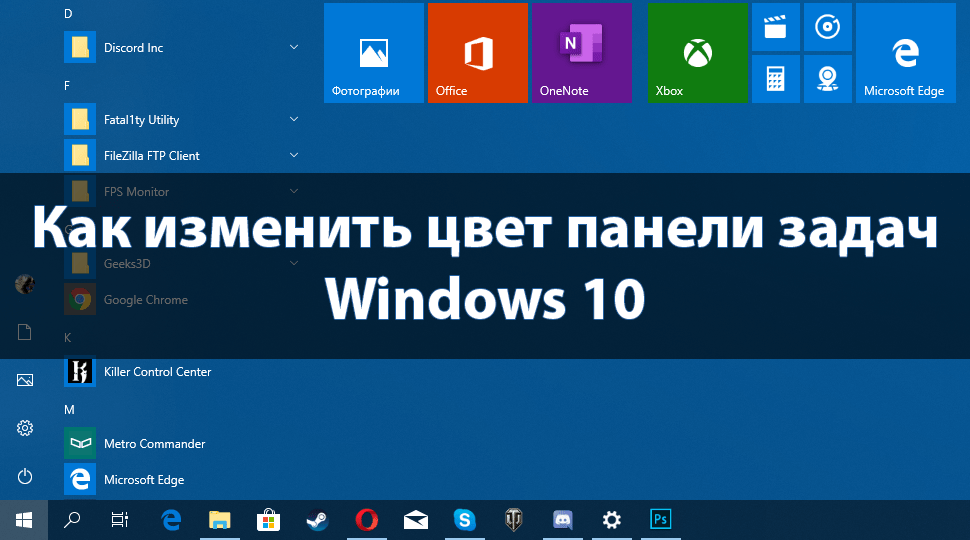 D
Discord Inc
F
Fatal1ty Utility
FileZilla FTP Client
FPS Monitor
G
Geeks3D
Google Chrome
K
Killer Control Center
M
Metro Commander
Microsoft Edge
Фотографии
Office
N
OneNote
Xbox
Microsoft Edge
Как изменить цвет панели задач
Windows 10
Ps